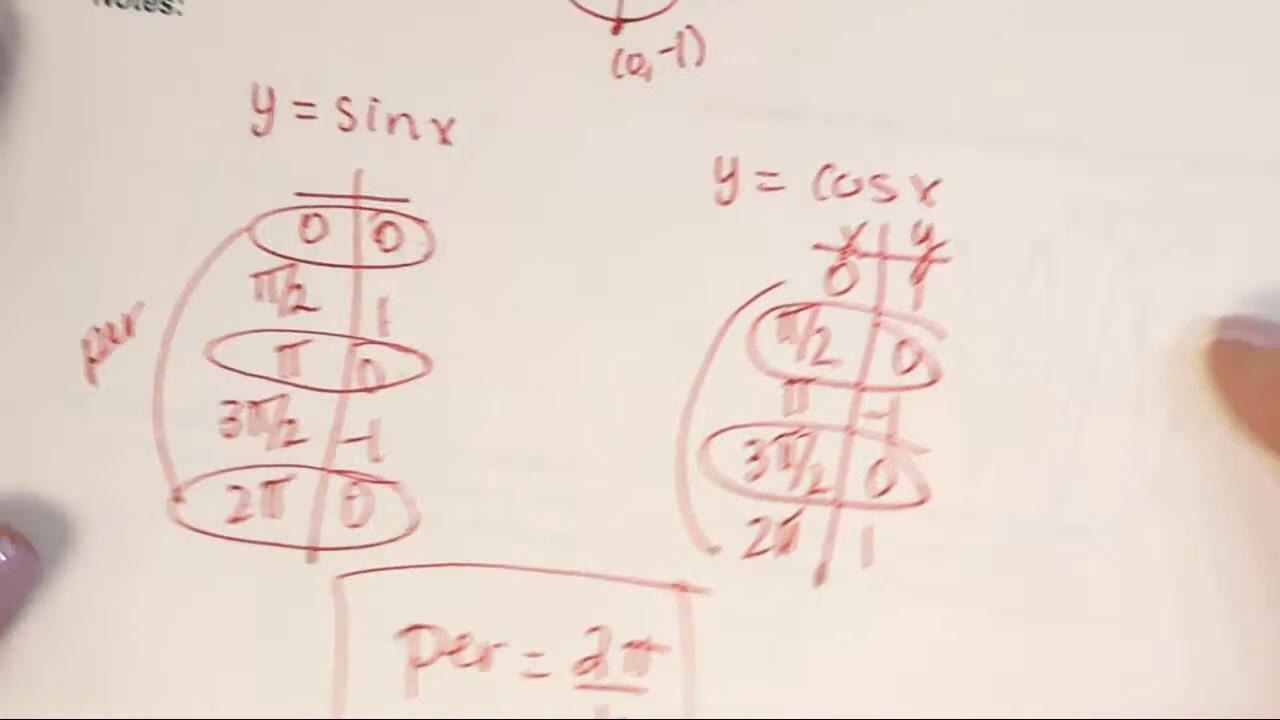 Notes:
(0,-1)
y = sin x
0 0
π/2 1
π 0
3π/2 -1
2π 0
per
y = cos x
x y
0 1
π/2 0
π -1
3π/2 0
2π 1
per = 2π